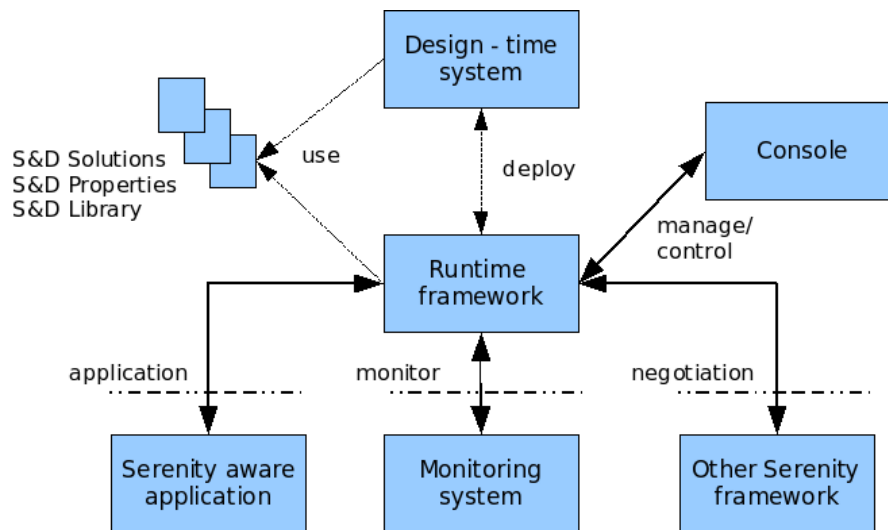 Design - time
system
S&D Solutions
S&D Properties
S&D Library
use
deploy
Console
manage/
control
Runtime
framework
application
monitor
negotiation
Serenity aware
application
Monitoring
system
Other Serenity
framework